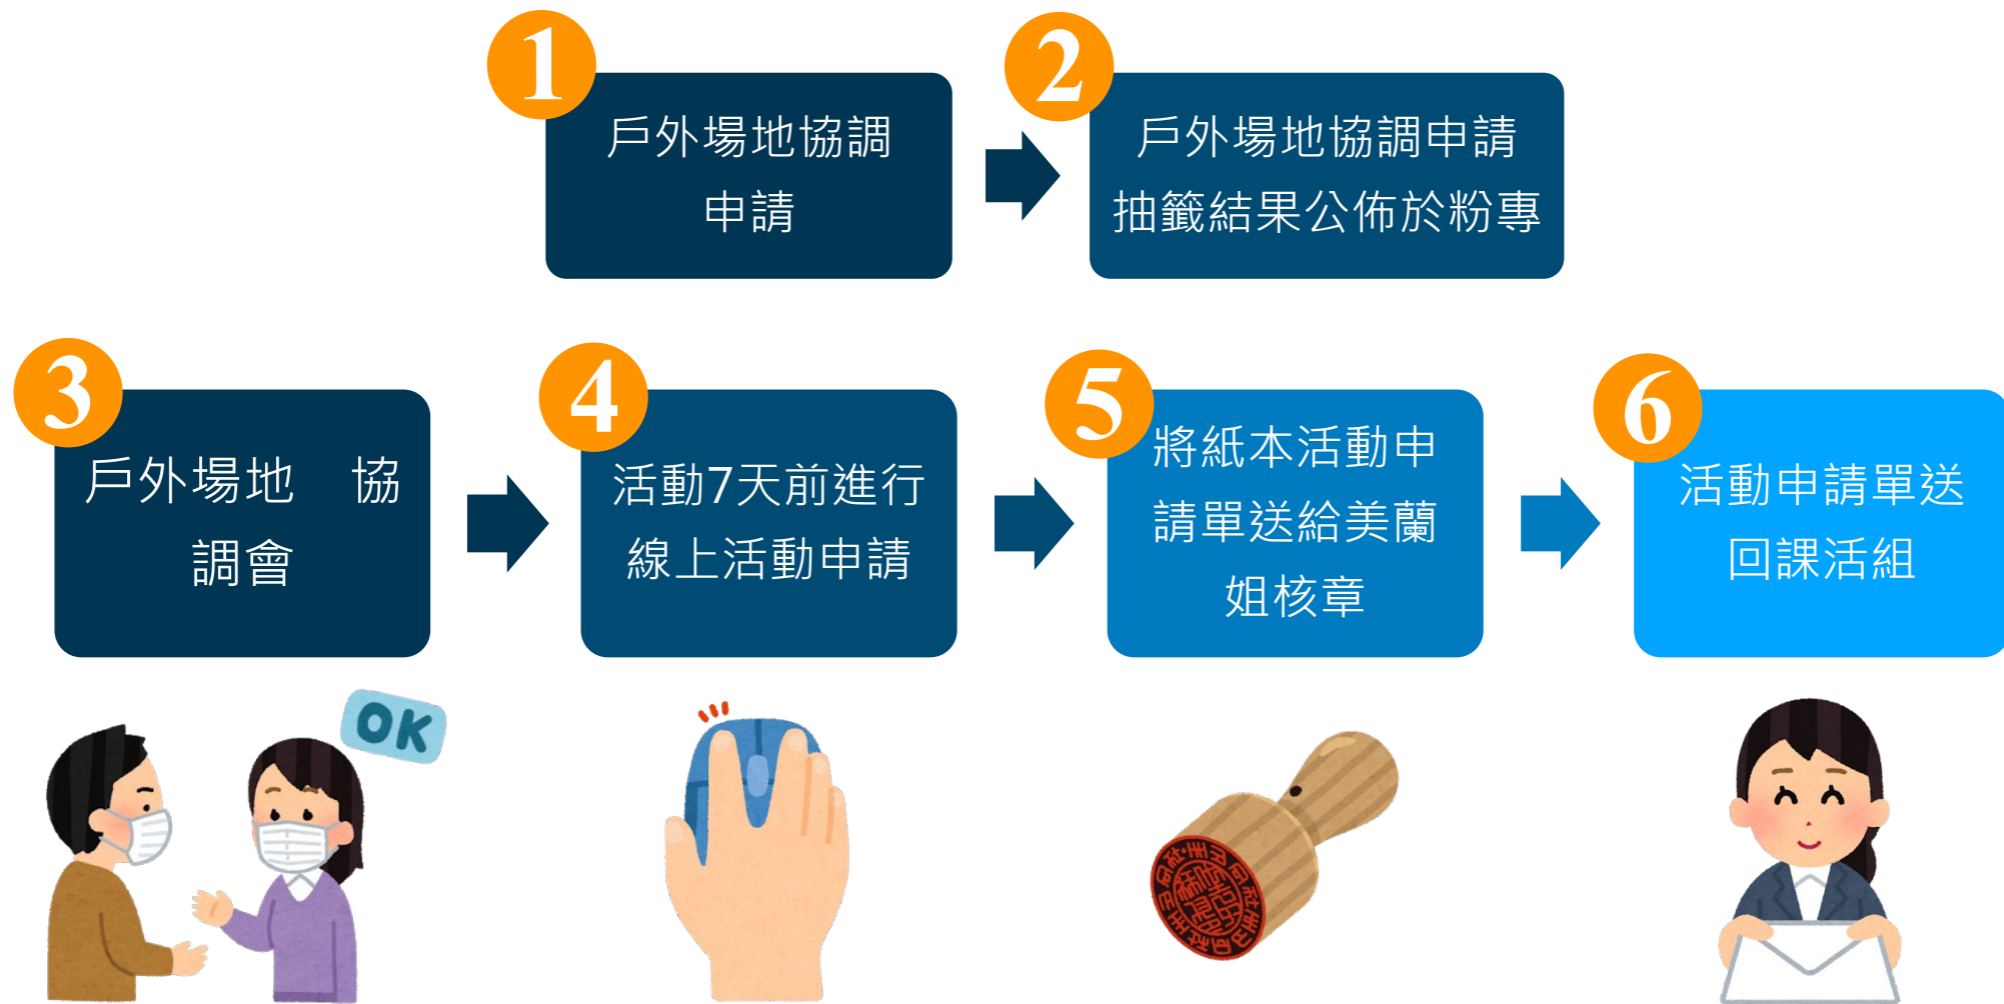 1
戶外場地協調
申請
2
戶外場地協調申請
抽籤結果公佈於粉專
3
戶外場地　協
調會
4
活動7天前進行
線上活動申請
5
將紙本活動申
請單送給美蘭
姐核章
6
活動申請單送
回課活組
OK